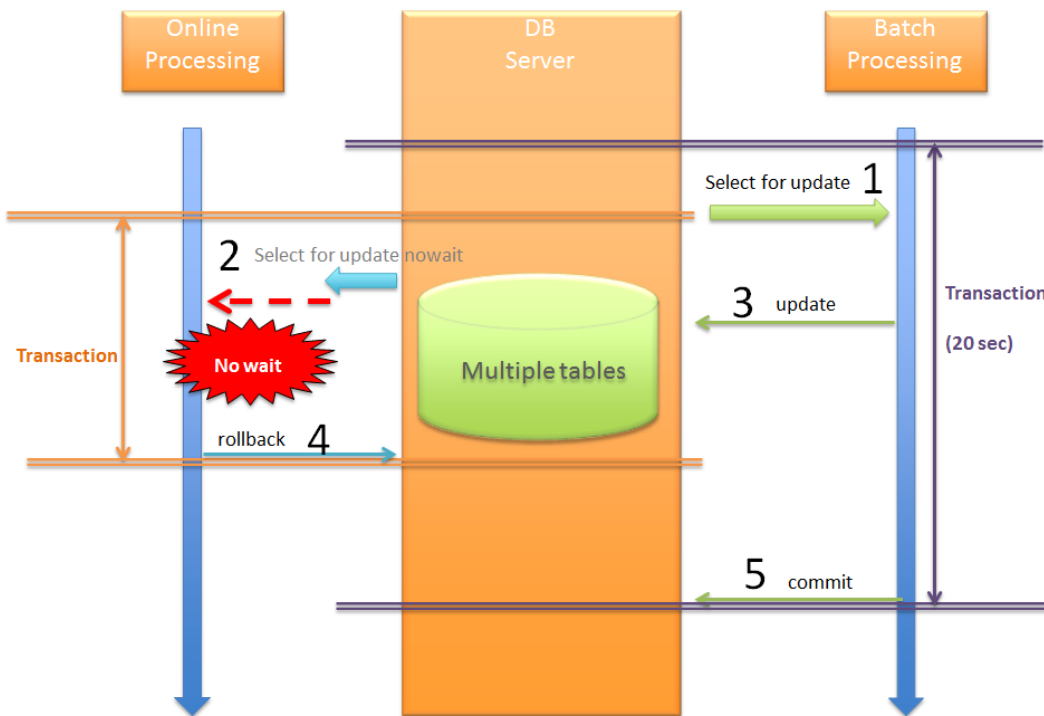 Online
Processing
DB
Server
Batch
Processing
Select for update 1
2 Select for update nowait
3 update
Transaction
(20 sec)
Transaction
No wait
Multiple tables
rollback 4
5 commit